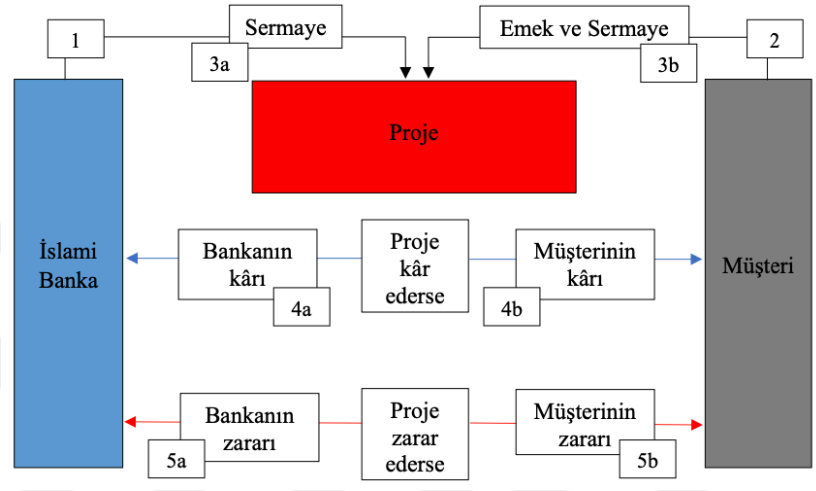 1
Sermaye
3a
Emek ve Sermaye
3b
2
Proje
İslami
Banka
Bankanın
kârı
4a
Proje
kâr
ederse
Müşterinin
kârı
4b
Müşteri
Bankanın
zararı
5a
Proje
zarar
ederse
Müşterinin
zararı
5b